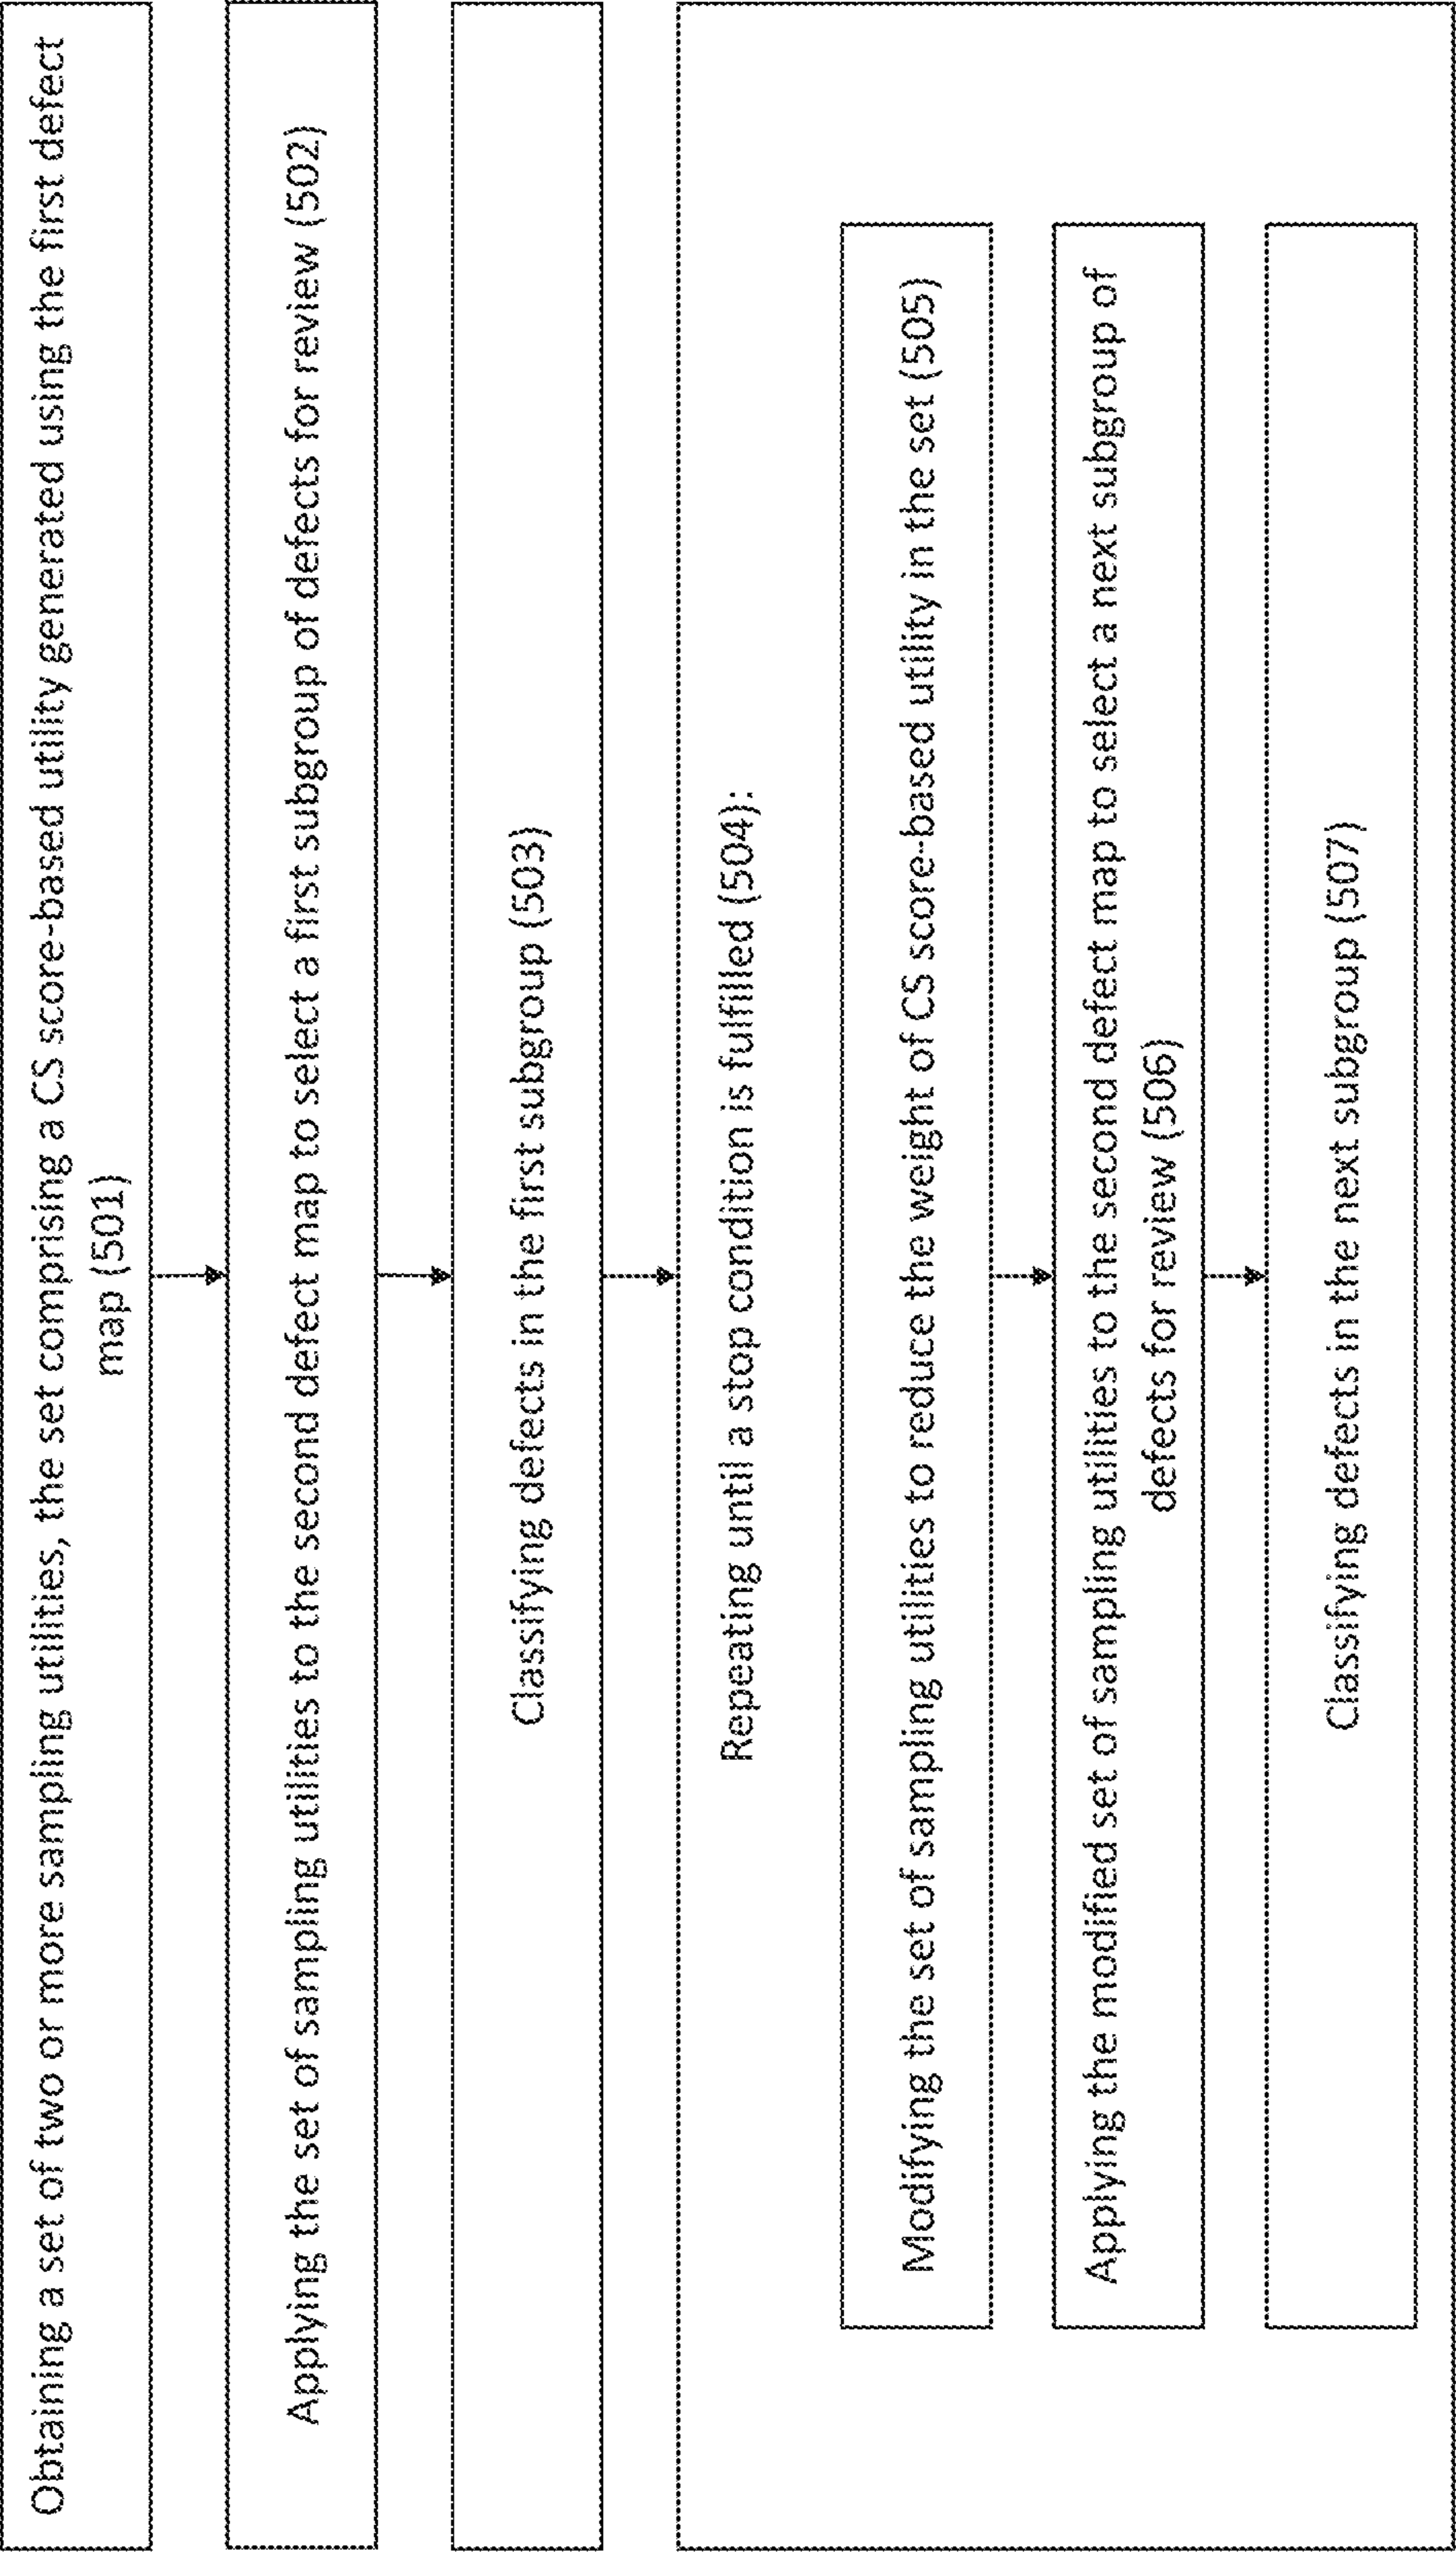 Obtaining a set of two or more sampling utilities, the set comprising a CS score-based utility generated using the first defect
map (501)
Applying the set of sampling utilities to the second defect map to select a first subgroup of defects for review (502)
Classifying defects in the first subgroup (503)
Repeating until a stop condition is fulfilled (504):
Modifying the set of sampling utilities to reduce the weight of CS score-based utility in the set (505)
Applying the modified set of sampling utilities to the second defect map to select a next subgroup of
defects for review (506)
Classifying defects in the next subgroup (507)